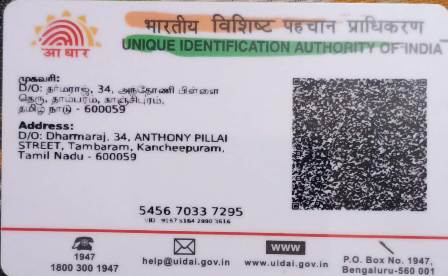 भारतीय विशिष्ट पहचान प्राधिकरण
UNIQUE IDENTIFICATION AUTHORITY OF INDIA
आधार
முகவரி:
D/O: தர்மராஜ், 34, அந்தோணி பிள்ளை
தெரு, தாம்பரம், காஞ்சிபுரம்,
தமிழ் நாடு - 600059
Address:
D/O: Dharmaraj, 34, ANTHONY PILLAI
STREET, Tambaram, Kancheepuram,
Tamil Nadu - 600059
5456 7033 7295
VID :
1947
1800 300 1947
help@uidai.gov.in
www
www.uidai.gov.in
P.O. Box No. 1947,
Bengaluru-560 001